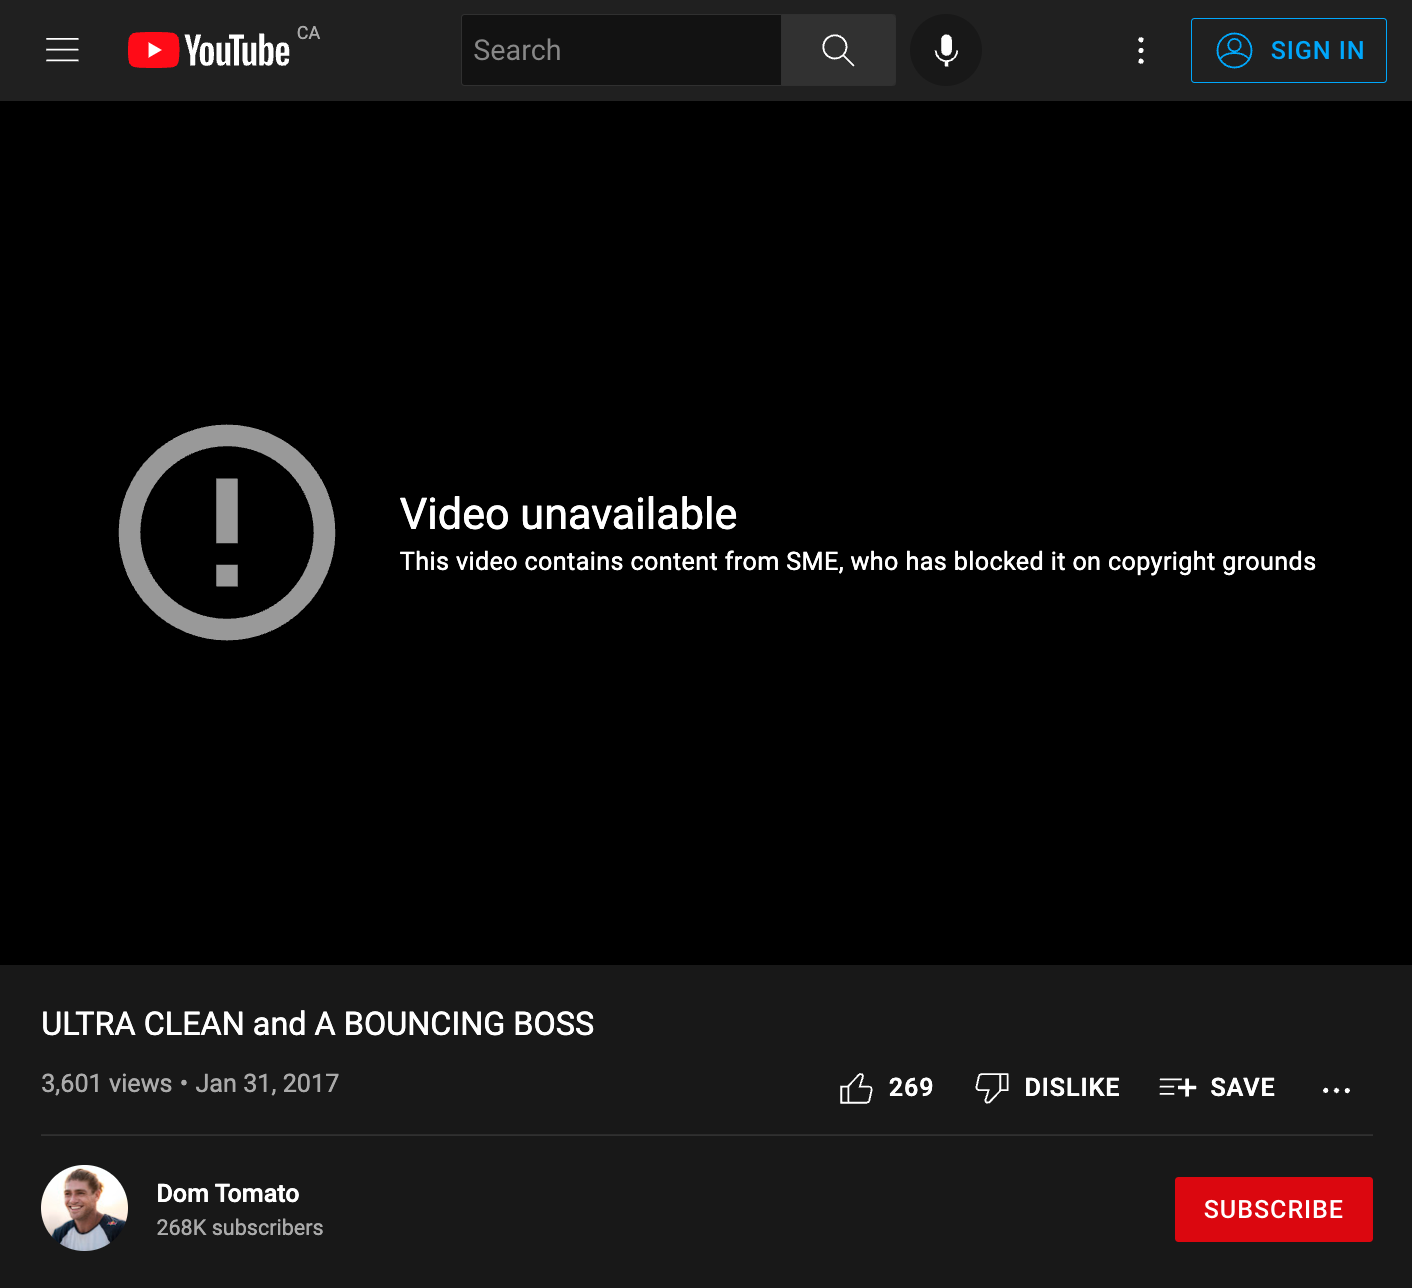 YouTube CA
Search
SIGN IN
Video unavailable
This video contains content from SME, who has blocked it on copyright grounds
ULTRA CLEAN and A BOUNCING BOSS
3,601 views • Jan 31, 2017
269
DISLIKE
SAVE
Dom Tomato
268K subscribers
SUBSCRIBE